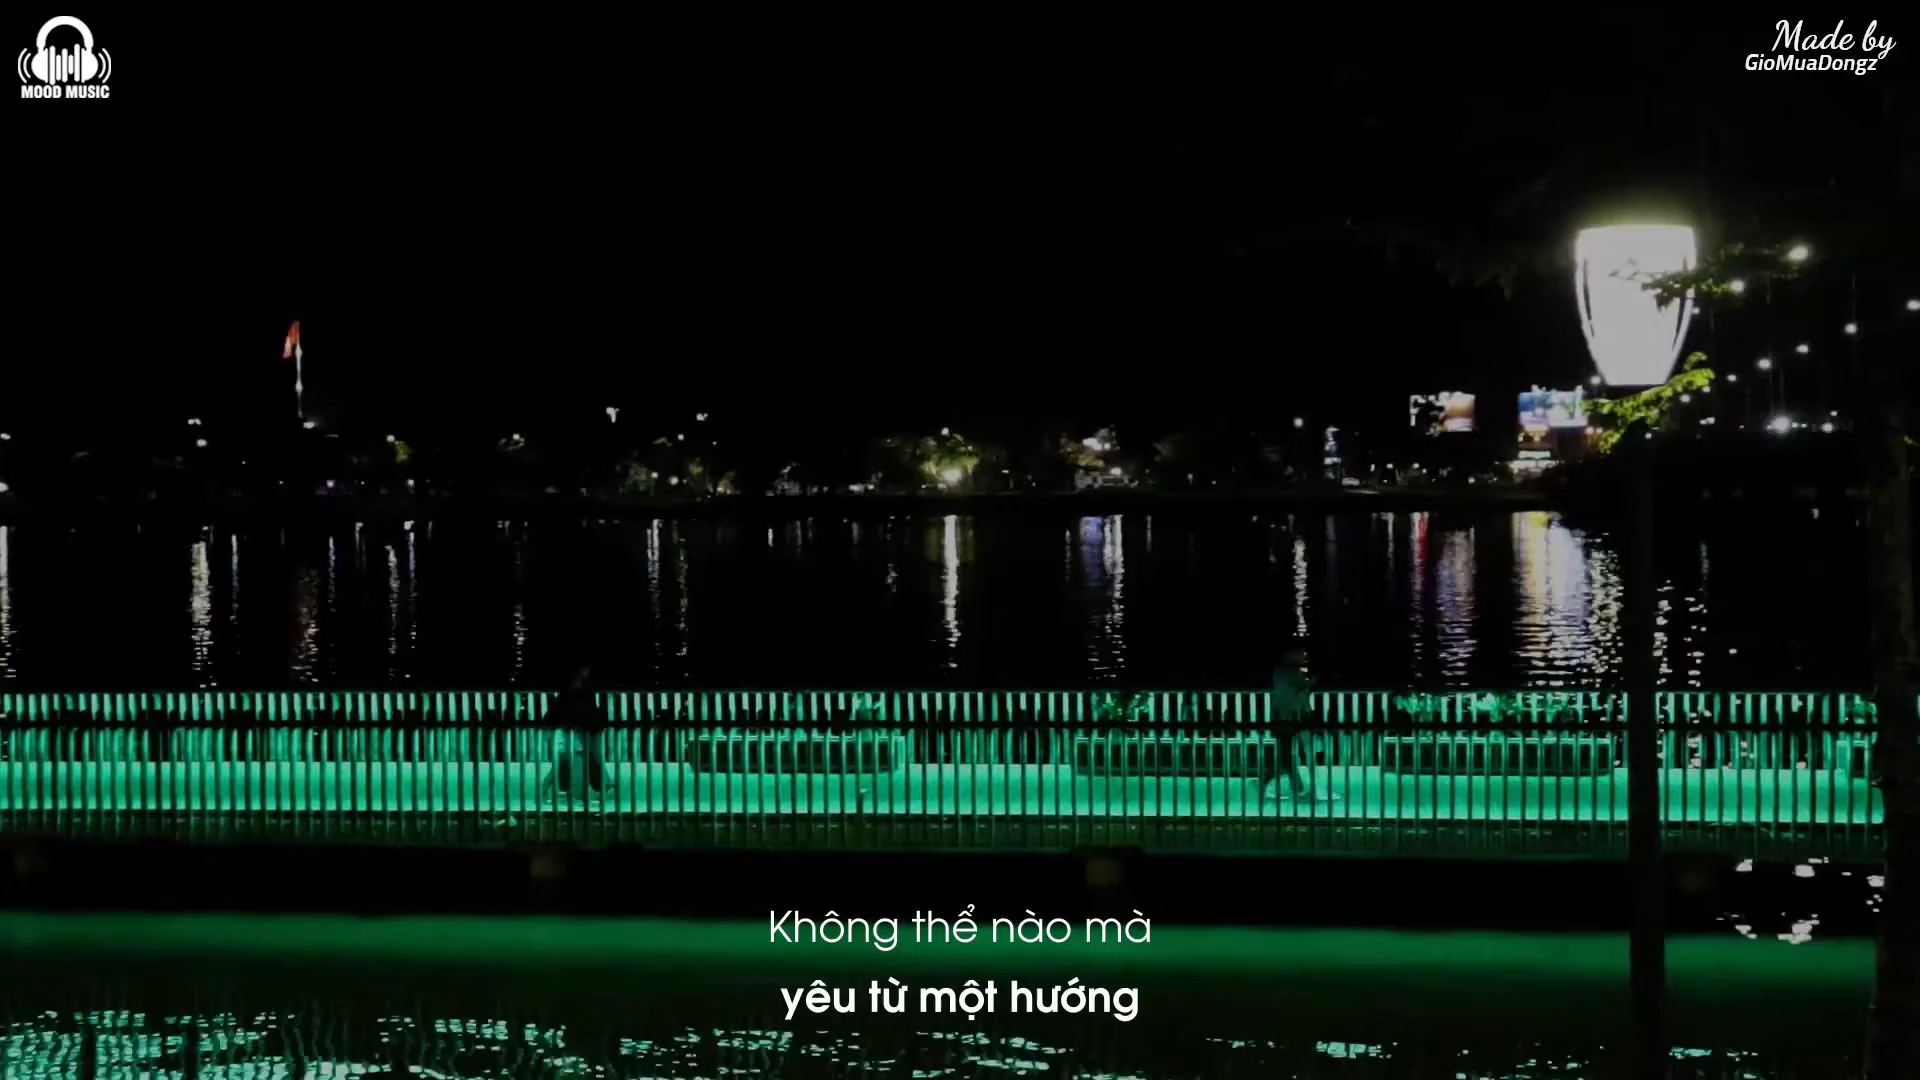 MOOD MUSIC
Made by
GioMuaDongz
Không thể nào mà
yêu từ một hướng